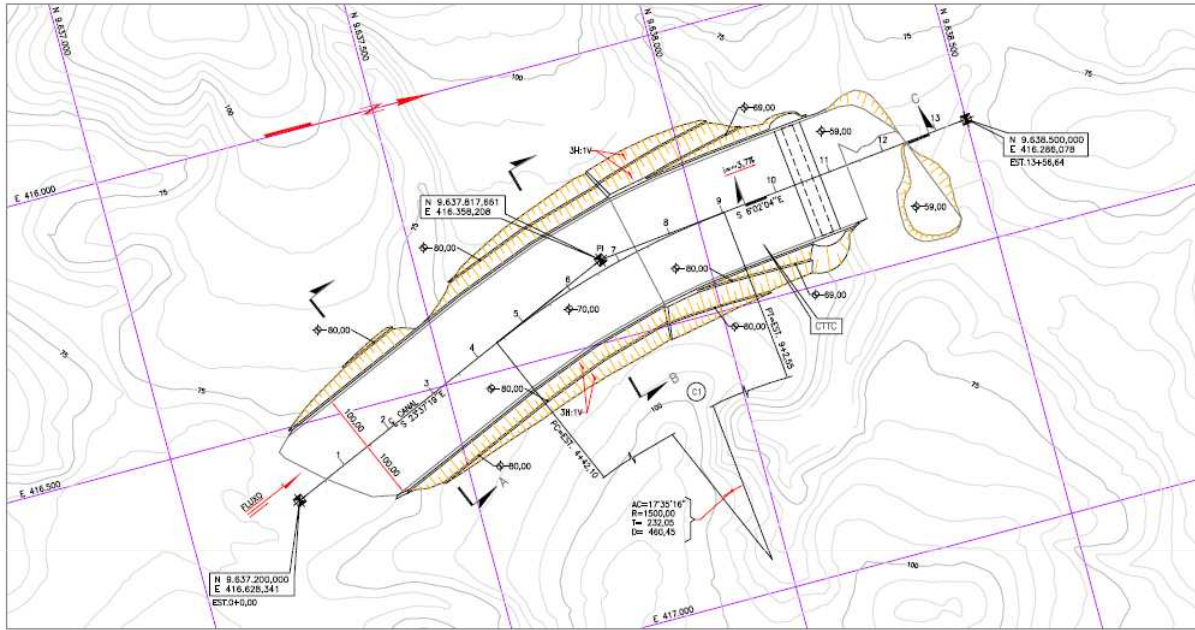 N 9.637.000
N 9.637.500
N 9.638.000
N 9.638.500
75
75
100
100
75
E 416.000
75
75
75
3H:1V
69,00
59,00
C
13
12
11
10
i=-3,7%
S 6°02'04"E
N 9.638.500,000
E 416.286,078
EST.13+56,64
N 9.637.817,661
E 416.358,208
PI
7
8
9
59,00
80,00
80,00
69,00
6
70,00
5
80,00
4
80,00
CTTC
PT=EST. 9+2,55
3
80,00
B
C1
100
75
75
2
CL CANAL
S 23°37'19"E
100,00
100,00
1
3H:1V
PC=EST. 4+42,10
80,00
A
E 416.500
FLUXO
AC=17°35'16"
R=1500,00
T= 232,05
D= 460,45
N 9.637.200,000
E 416.628,341
EST.0+0,00
100
75
E 417.000